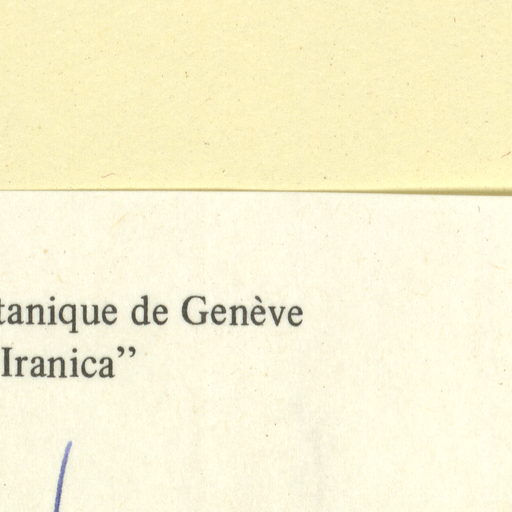 tanique de Genève
Iranica”